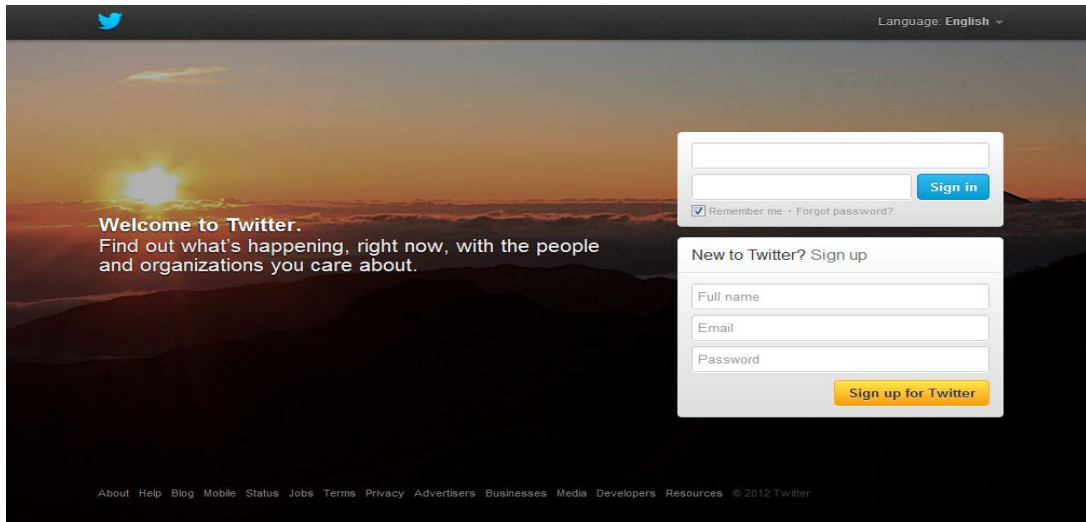 Language: English
Welcome to Twitter.
Find out what's happening, right now, with the people
and organizations you care about.
Sign in
Remember me · Forgot password?
New to Twitter? Sign up
Full name
Email
Password
Sign up for Twitter
About Help Blog Mobile Status Jobs Terms Privacy Advertisers Businesses Media Developers Resources © 2012 Twitter